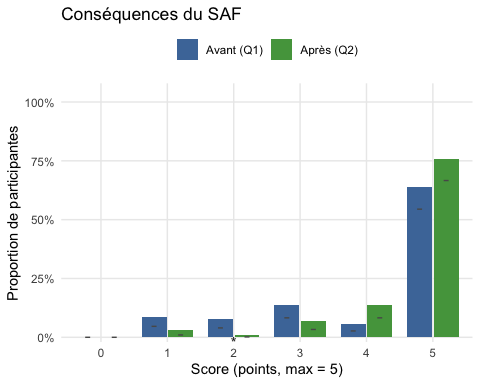 Conséquences du SAF
Avant (Q1) Après (Q2)
Proportion de participantes
100%
75%
50%
25%
0%
*
0 1 2 3 4 5
Score (points, max = 5)